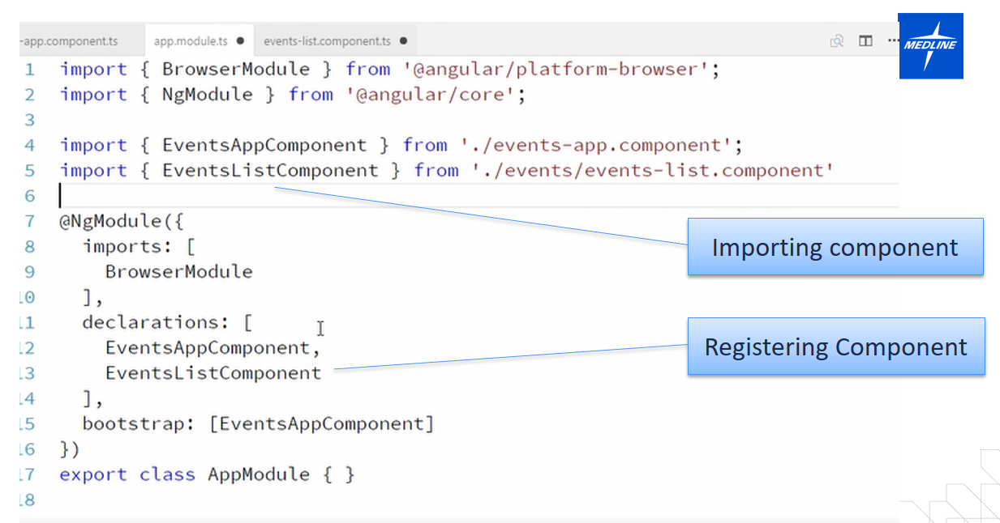 -app.component.ts app.module.ts ● events-list.component.ts ● ...
MEDLINE
1 import { BrowserModule } from '@angular/platform-browser';
2 import { NgModule } from '@angular/core';
3
4 import { EventsAppComponent } from './events-app.component';
5 import { EventsListComponent } from './events/events-list.component'
6
7 @NgModule({
8   imports: [
Importing component
9     BrowserModule
10   ],
11   declarations: [
12     EventsAppComponent,
Registering Component
13     EventsListComponent
14   ],
15   bootstrap: [EventsAppComponent]
16 })
17 export class AppModule { }
18